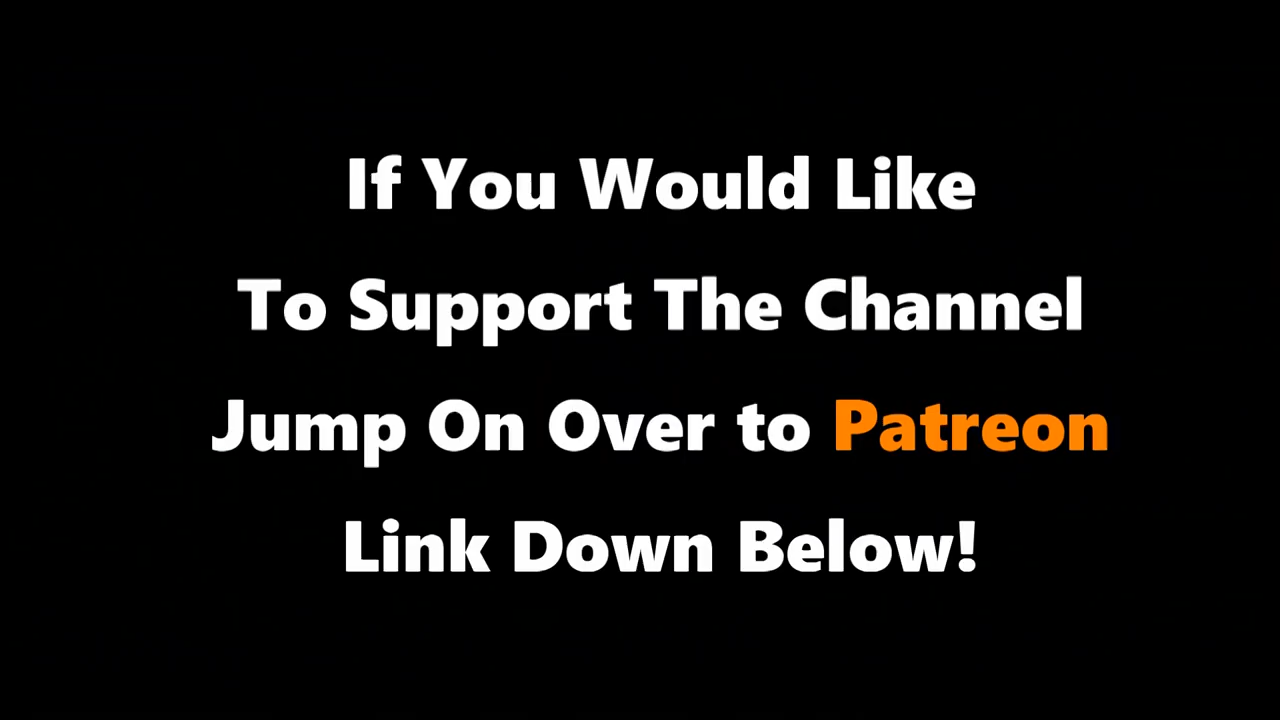 If You Would Like
To Support The Channel
Jump On Over to Patreon
Link Down Below!